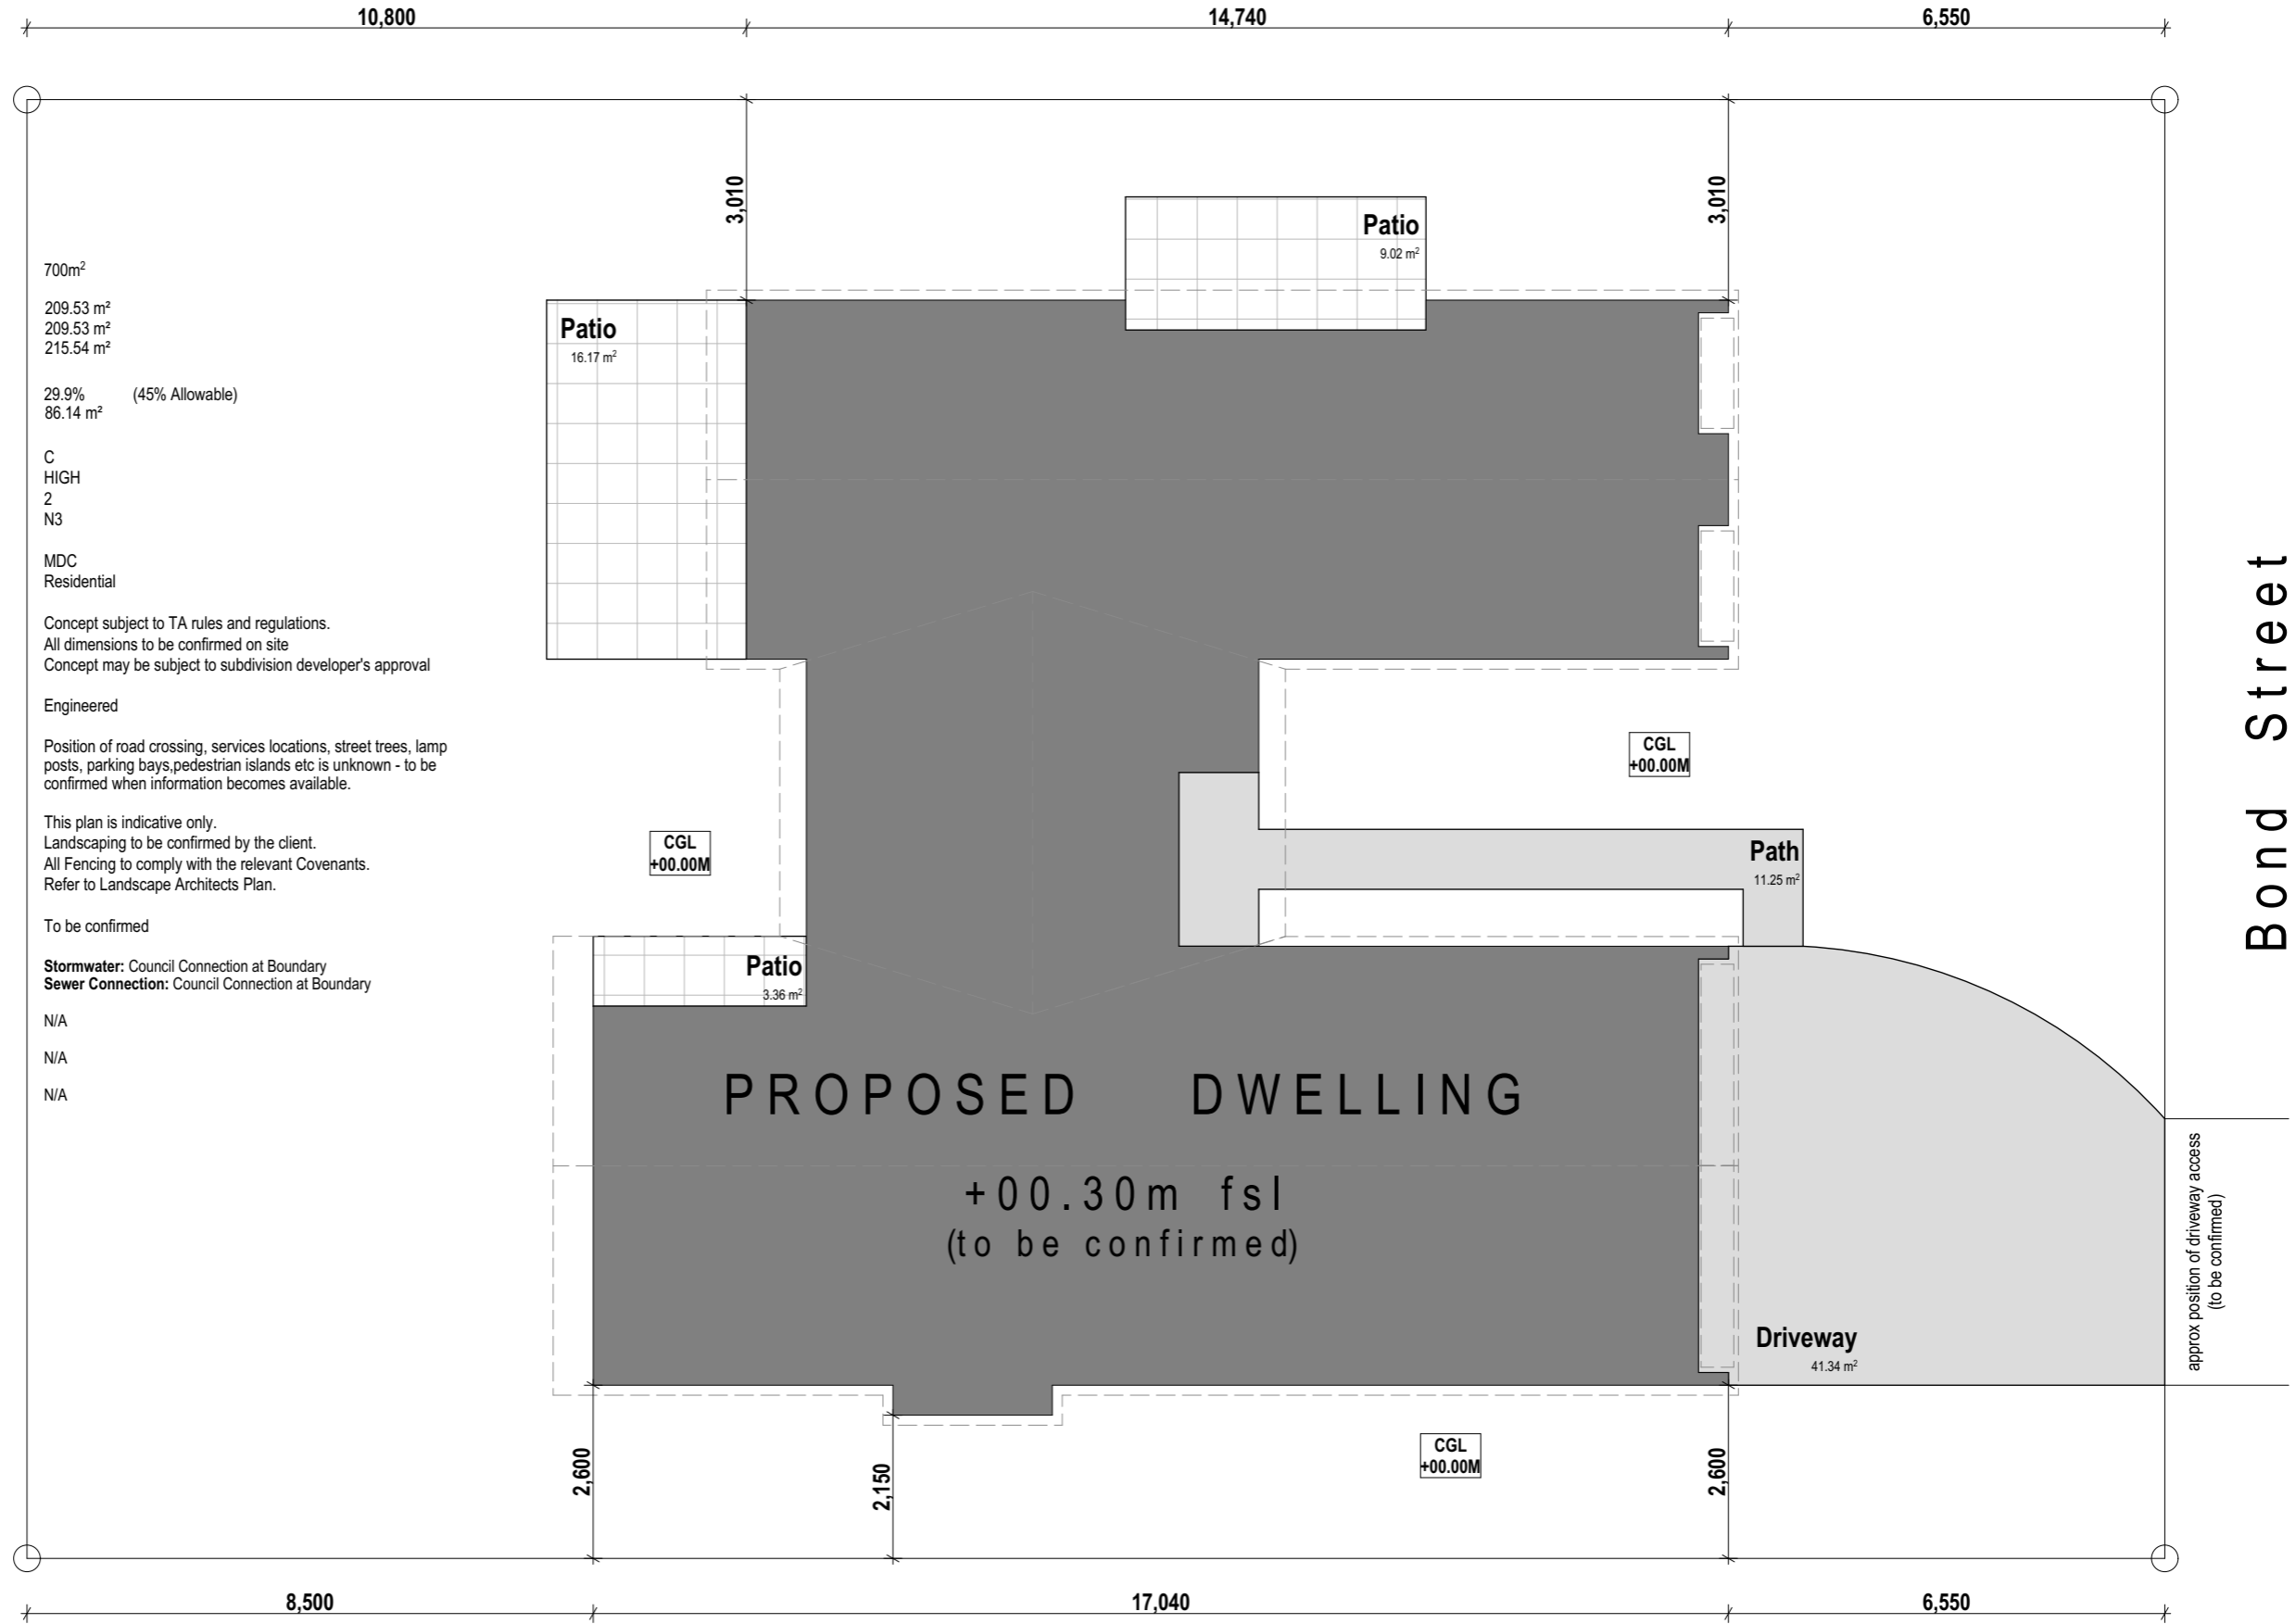 10,800
14,740
6,550
3,010
3,010
Patio
9.02 m²
700m²
209.53 m²
209.53 m²
215.54 m²
Patio
16.17 m²
29.9% (45% Allowable)
86.14 m²
C
HIGH
2
N3
MDC
Residential
Concept subject to TA rules and regulations.
All dimensions to be confirmed on site
Concept may be subject to subdivision developer's approval
Engineered
Position of road crossing, services locations, street trees, lamp
posts, parking bays,pedestrian islands etc is unknown - to be
confirmed when information becomes available.
This plan is indicative only.
Landscaping to be confirmed by the client.
All Fencing to comply with the relevant Covenants.
Refer to Landscape Architects Plan.
To be confirmed
Stormwater: Council Connection at Boundary
Sewer Connection: Council Connection at Boundary
N/A
N/A
N/A
CGL
+00.00M
CGL
+00.00M
Path
11.25 m²
Patio
3.36 m²
Bond Street
PROPOSED DWELLING
+00.30m fsl
(to be confirmed)
Driveway
41.34 m²
approx position of driveway access
(to be confirmed)
CGL
+00.00M
2,600
2,150
2,600
8,500
17,040
6,550